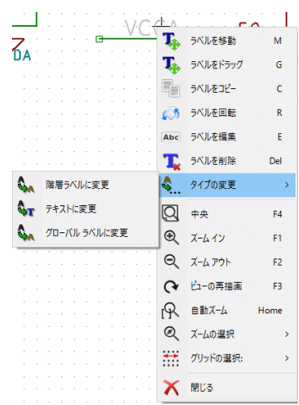 VCCA
DA
ラベルを移動 M
ラベルをドラッグ G
ラベルをコピー C
ラベルを回転 R
Abc ラベルを編集 E
ラベルを削除 Del
タイプの変更
階層ラベルに変更
テキストに変更
グローバル ラベルに変更
中央 F4
ズーム イン F1
ズーム アウト F2
ビューの再描画 F3
自動ズーム Home
ズームの選択
グリッドの選択:
閉じる